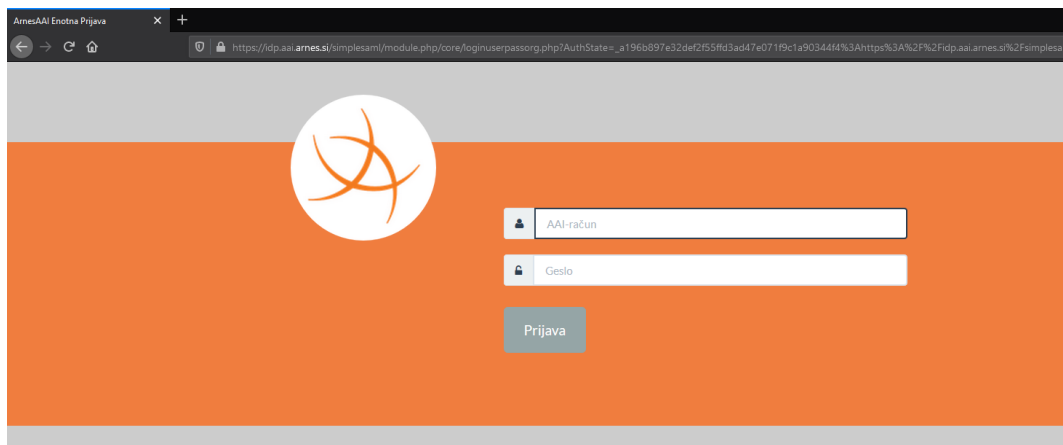 ArnesAAI Enotna Prijava
https://idp.aai.arnes.si/simplesaml/module.php/core/loginuserpassorg.php?AuthState=_a196b897e32def2f55ffd3ad47e071f9c1a90344f4%3Ahttps%3A%2F%2Fidp.aai.arnes.si%2Fsimplesa
AAI-račun
Geslo
Prijava